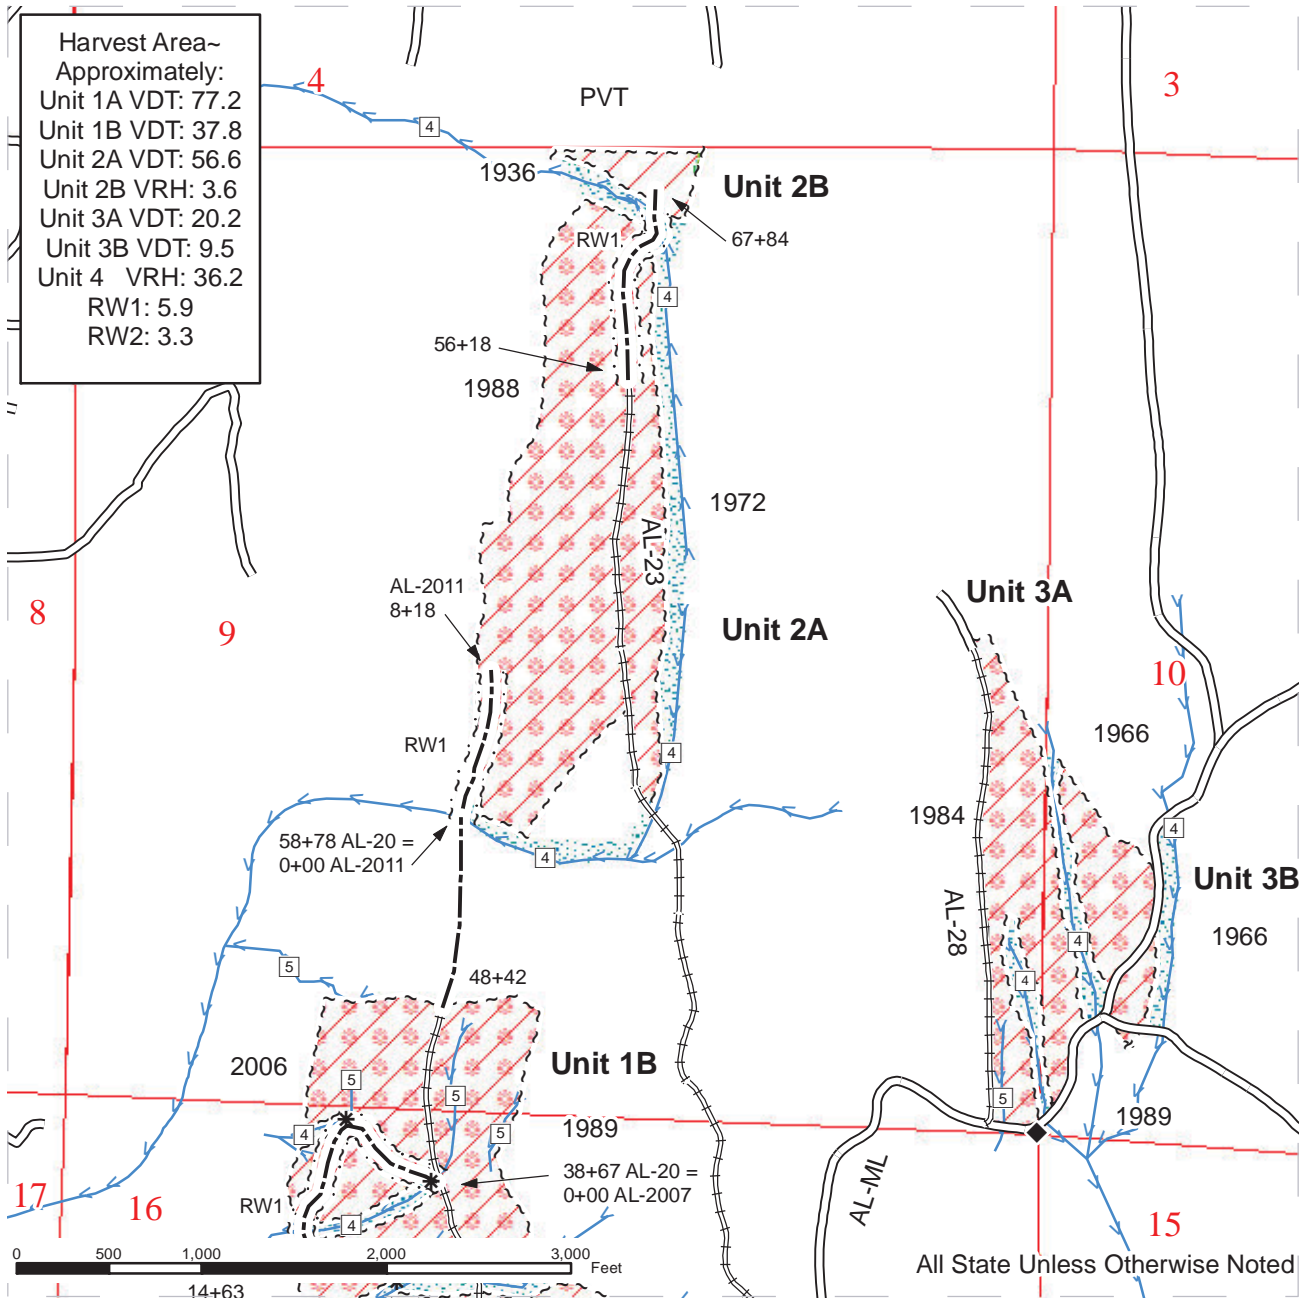 Harvest Area~
Approximately:
Unit 1A VDT: 77.2
Unit 1B VDT: 37.8
Unit 2A VDT: 56.6
Unit 2B VRH: 3.6
Unit 3A VDT: 20.2
Unit 3B VDT: 9.5
Unit 4 VRH: 36.2
RW1: 5.9
RW2: 3.3
4
3
PVT
4
1936
Unit 2B
RW1
67+84
4
56+18
1988
1972
AL-23
AL-2011
8+18
Unit 3A
8
9
Unit 2A
10
RW1
4
1966
1984
4
58+78 AL-20 =
0+00 AL-2011
4
Unit 3B
AL-28
1966
4
5
48+42
4
2006
Unit 1B
5
5
5
1989
1989
4
5
38+67 AL-20 =
0+00 AL-2007
AL-ML
17
16
RW1
4
15
0
500
1,000
2,000
3,000
Feet
All State Unless Otherwise Noted
14+63